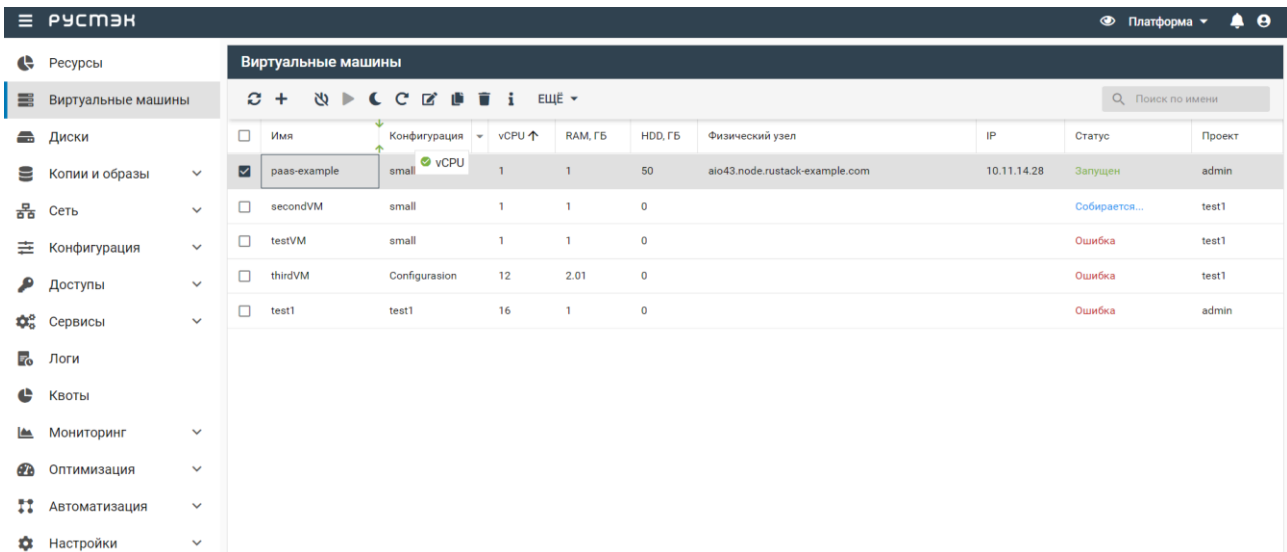 РУСТЭК
Платформа
Ресурсы
Виртуальные машины
Диски
Копии и образы
Сеть
Конфигурация
Доступы
Сервисы
Логи
Квоты
Мониторинг
Оптимизация
Автоматизация
Настройки
Виртуальные машины
ЕЩЁ
Поиск по имени
Имя Конфигурация vCPU RAM, ГБ HDD, ГБ Физический узел IP Статус Проект
vCPU
paas-example small 1 1 50 aio43.node.rustack-example.com 10.11.14.28 Запущен admin
secondVM small 1 1 0 Собирается... test1
testVM small 1 1 0 Ошибка test1
thirdVM Configurasion 12 2.01 0 Ошибка test1
test1 test1 16 1 0 Ошибка admin